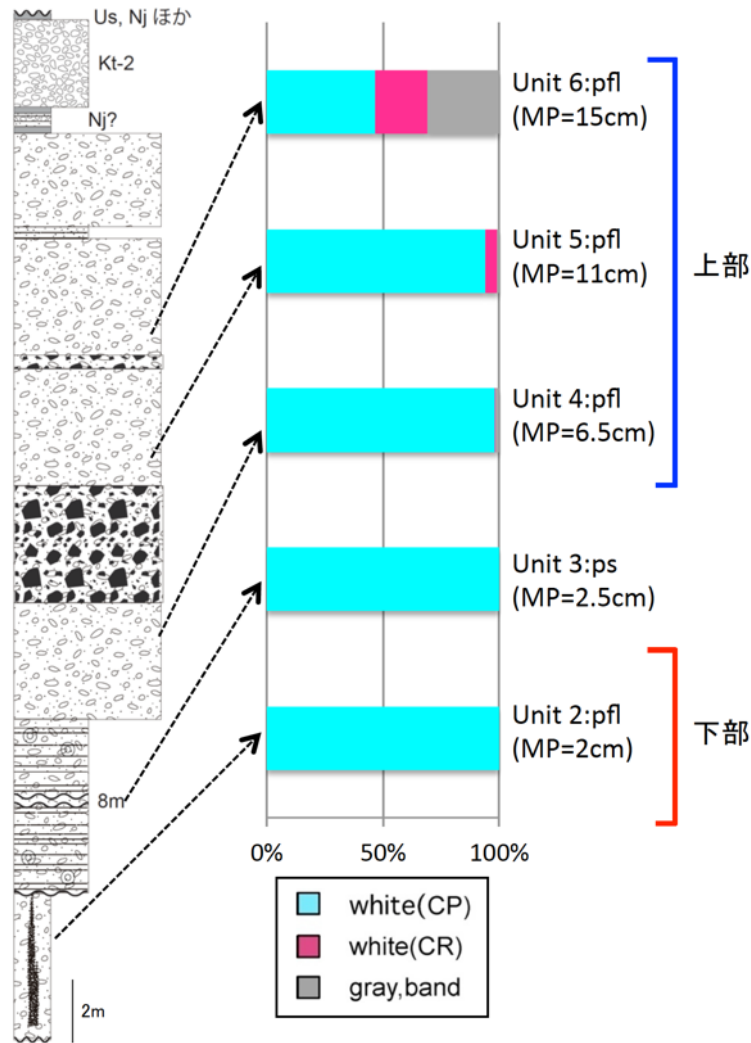 Us, Nj ほか
Kt-2
Nj?
8m
2m
Unit 6:pfl
(MP=15cm)
Unit 5:pfl
(MP=11cm)
上部
Unit 4:pfl
(MP=6.5cm)
Unit 3:ps
(MP=2.5cm)
Unit 2:pfl
(MP=2cm)
下部
0%
50%
100%
white(CP)
white(CR)
gray,band